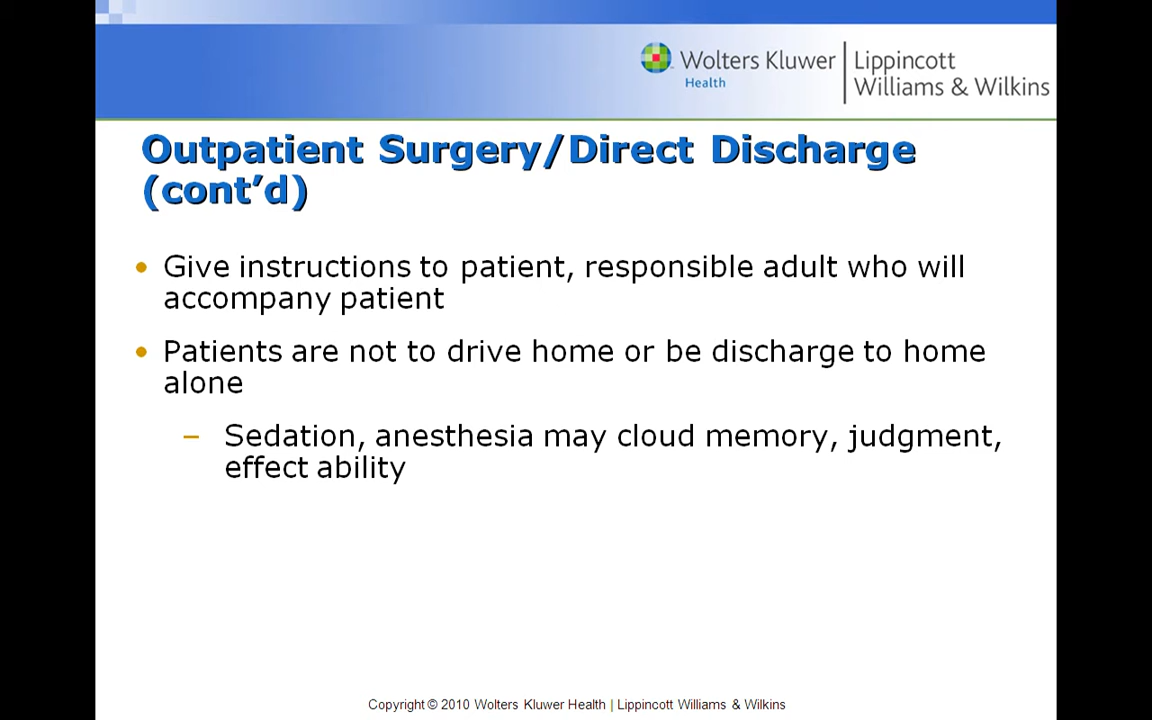 Wolters Kluwer
Health
Lippincott
Williams & Wilkins
Outpatient Surgery/Direct Discharge
(cont’d)
• Give instructions to patient, responsible adult who will
accompany patient
• Patients are not to drive home or be discharge to home
alone
– Sedation, anesthesia may cloud memory, judgment,
effect ability
Copyright © 2010 Wolters Kluwer Health | Lippincott Williams & Wilkins